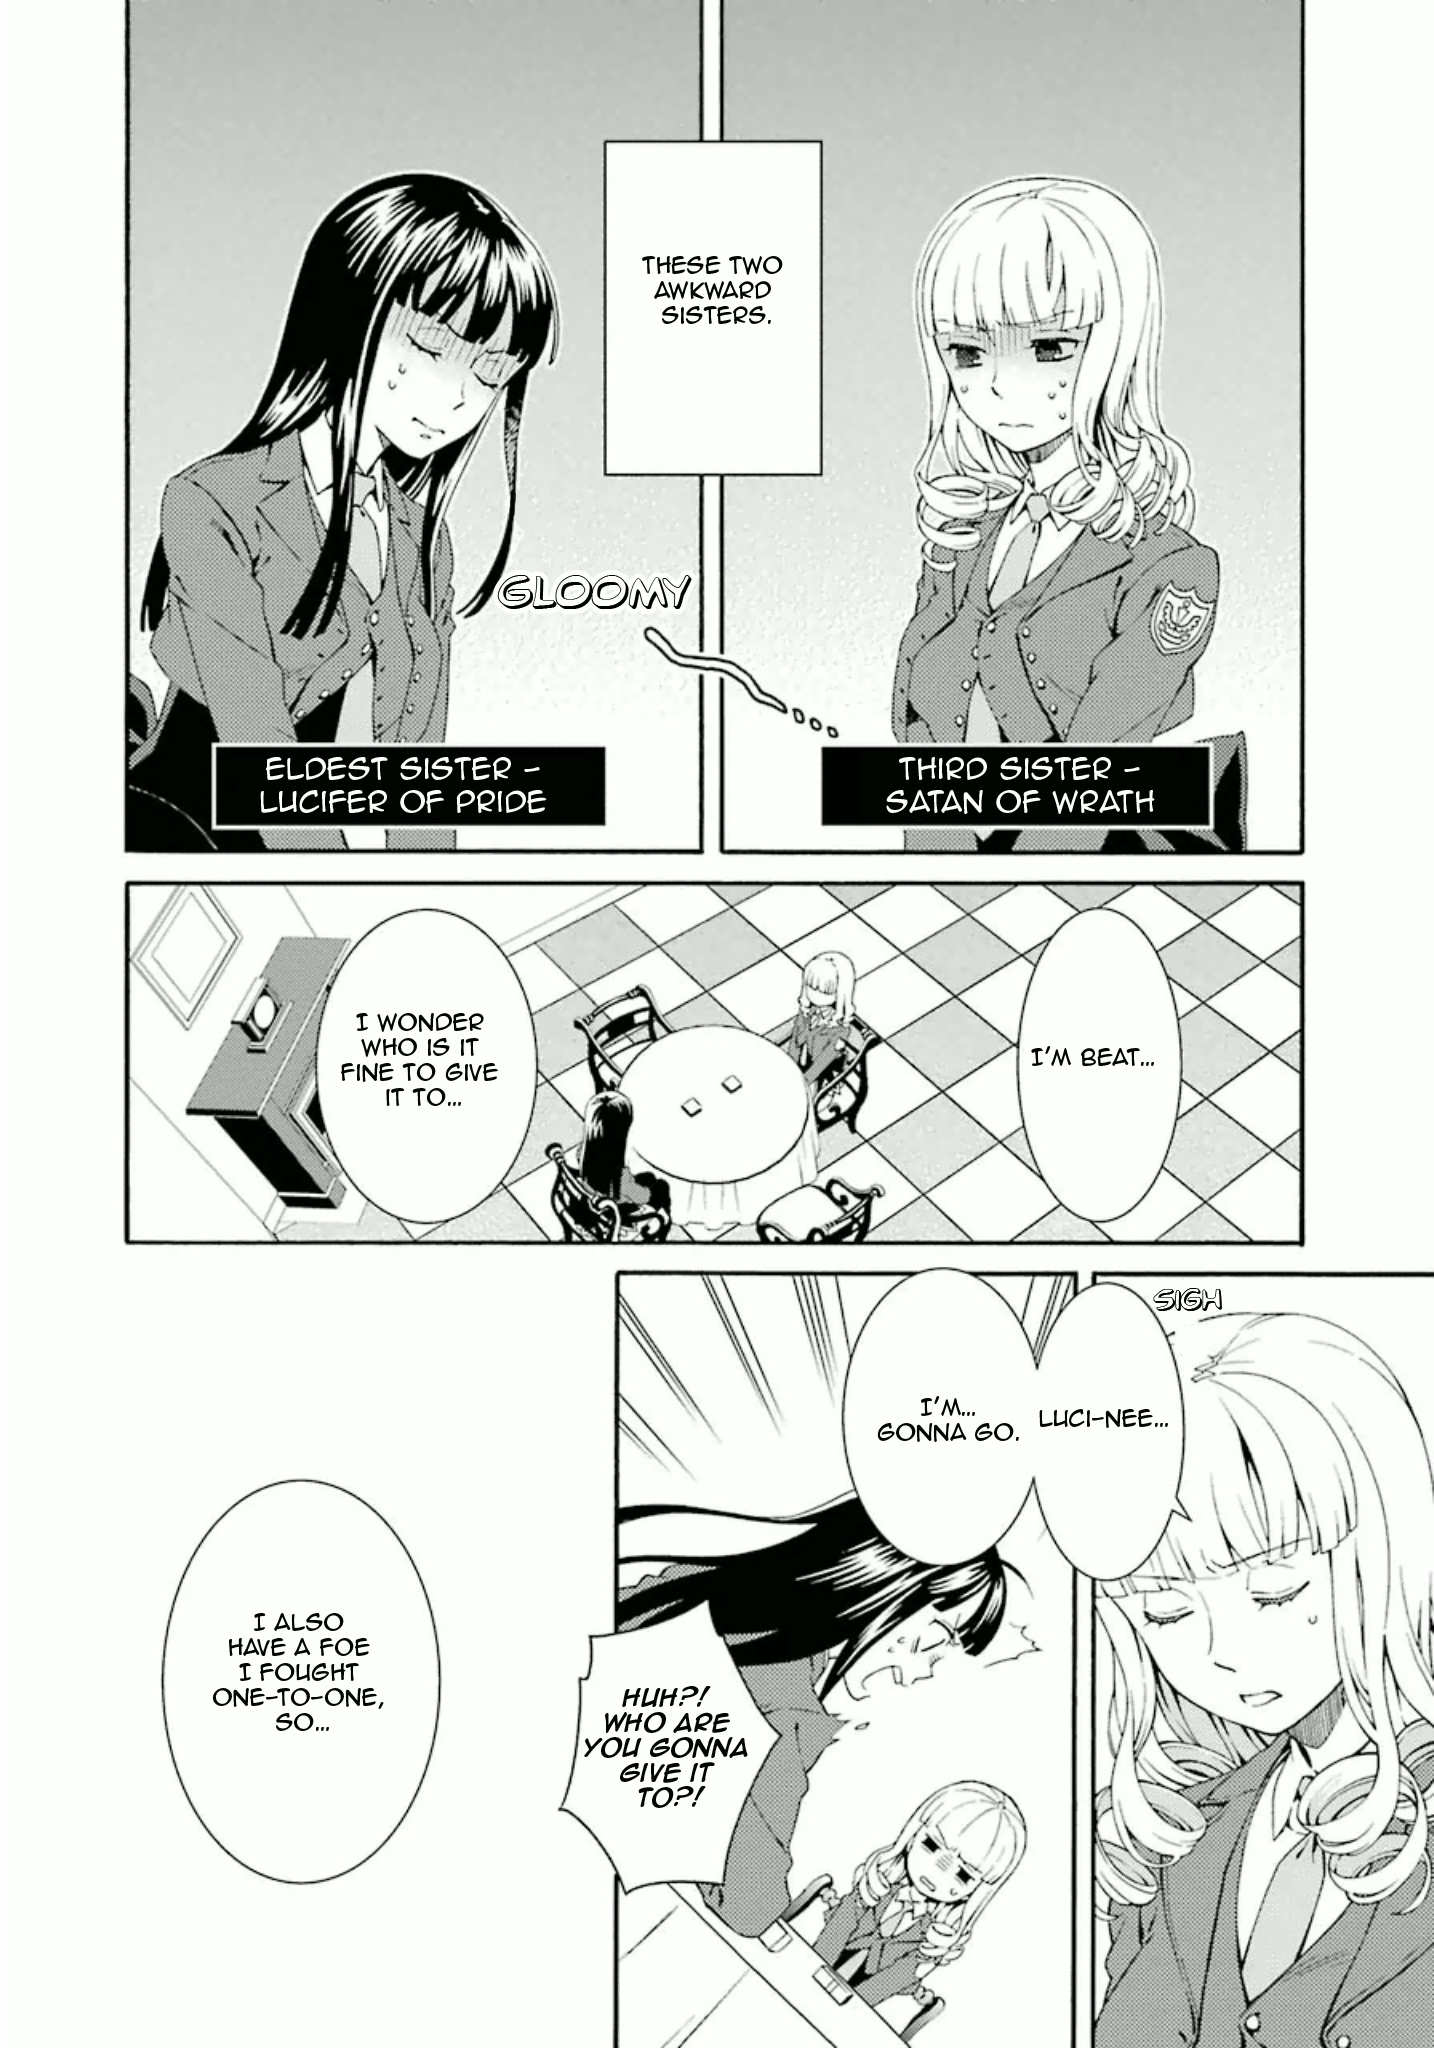 THESE TWO
AWKWARD
SISTERS.
GLOOMY
THIRD SISTER –
SATAN OF WRATH
ELDEST SISTER –
LUCIFER OF PRIDE
I'M BEAT...
I WONDER
WHO IS IT
FINE TO GIVE
IT TO...
SIGH
LUCI-NEE...
I'M...
GONNA GO.
HUH?!
WHO ARE
YOU GONNA
GIVE IT
TO?!
I ALSO
HAVE A FOE
I FOUGHT
ONE-TO-ONE,
SO...